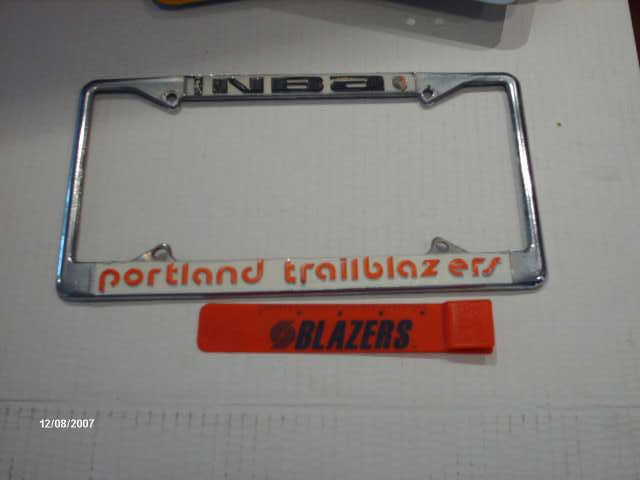 NBA
portland trailblazers
BLAZERS
12/08/2007